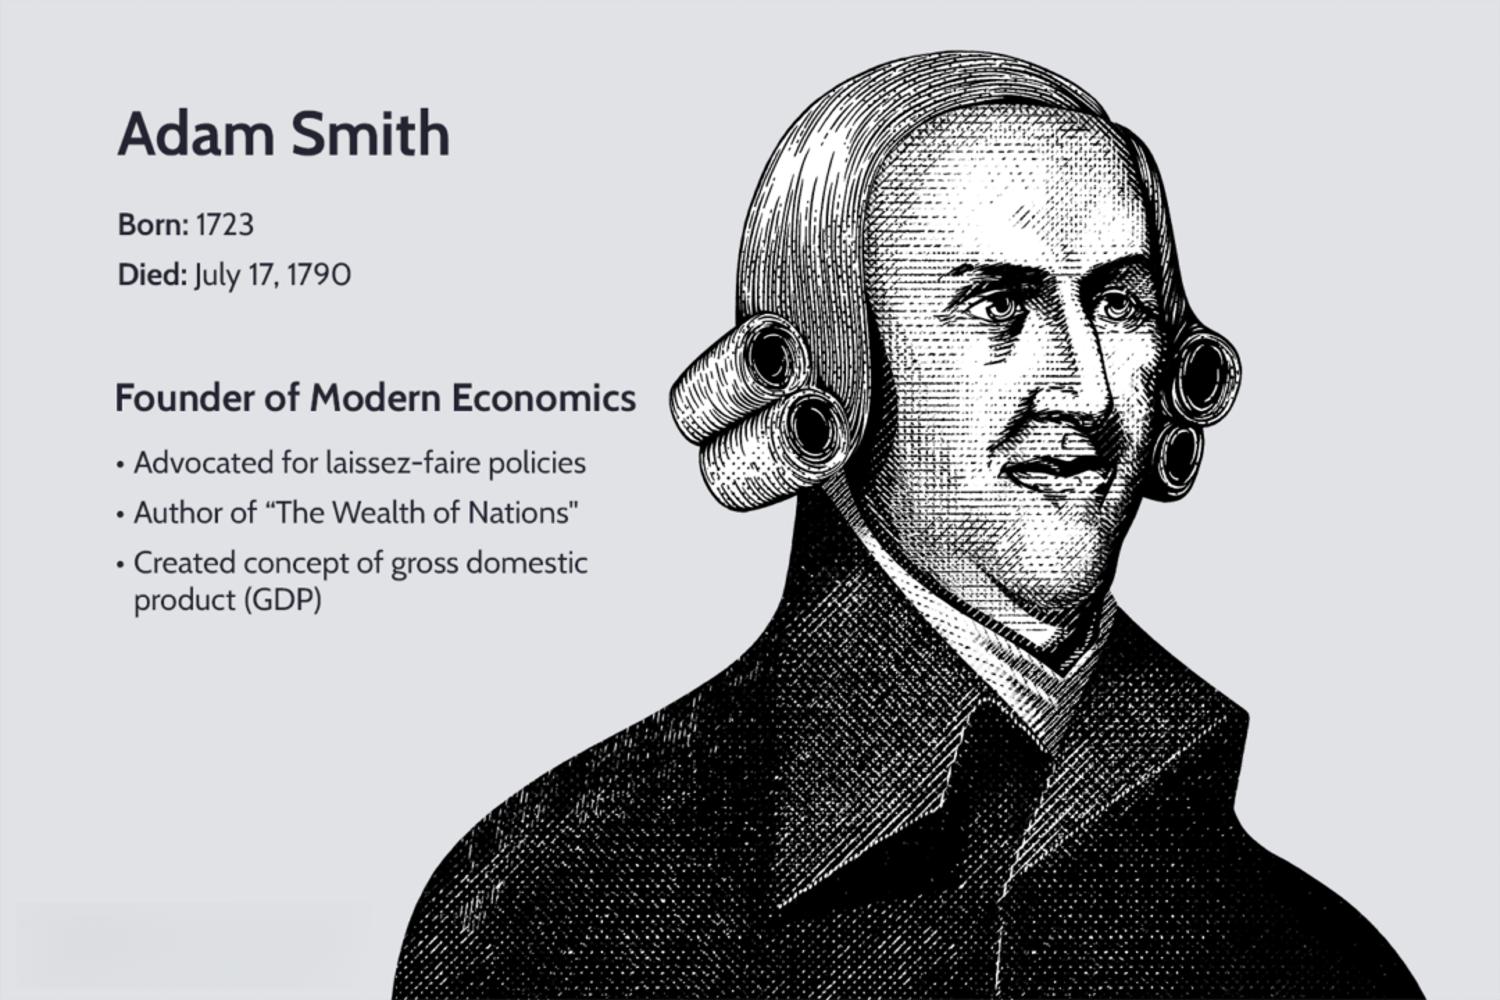 Adam Smith
Born: 1723
Died: July 17, 1790
Founder of Modern Economics
• Advocated for laissez-faire policies
• Author of “The Wealth of Nations"
• Created concept of gross domestic
product (GDP)